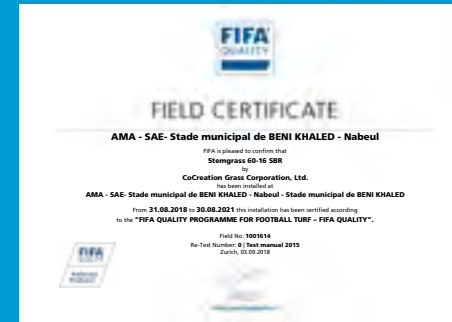 FIFA
QUALITY
FIELD CERTIFICATE
AMA - SAE- Stade municipal de BENI KHALED - Nabeul
FIFA is pleased to confirm that
Stemgrass 60-16 SBR
by
CoCreation Grass Corporation, Ltd.
has been installed at
AMA - SAE- Stade municipal de BENI KHALED - Nabeul - Stade municipal de BENI KHALED
From 31.08.2018 to 30.08.2021 this installation has been certified according
to the "FIFA QUALITY PROGRAMME FOR FOOTBALL TURF – FIFA QUALITY".
Field No. 1001614
Re-Test Number: 0 | Test manual 2015
Zurich, 03.09.2018
FIFA